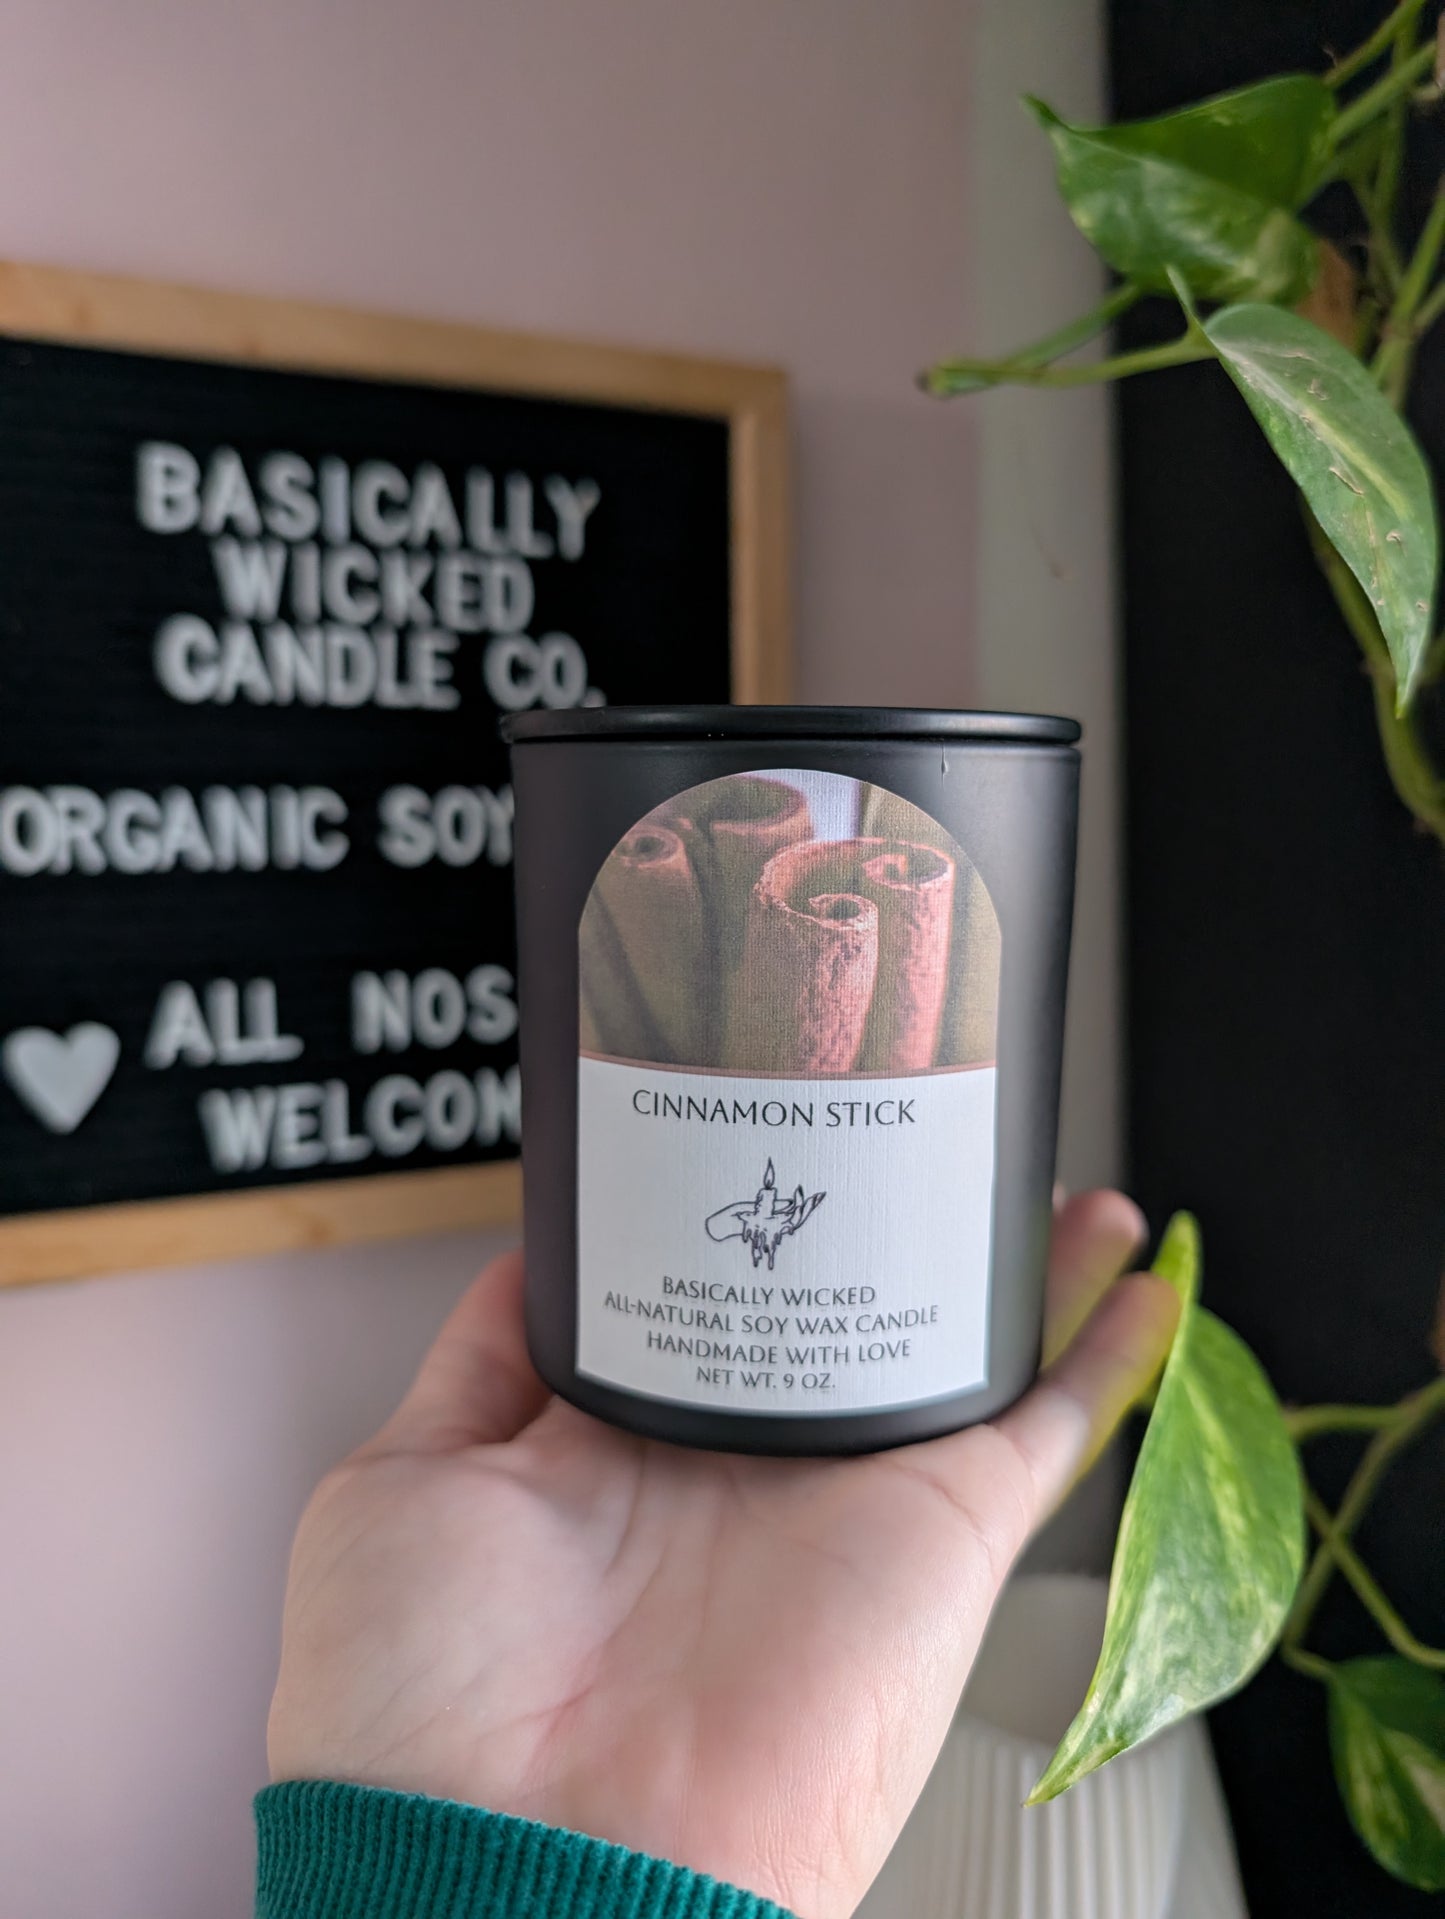 BASICALLY
WICKED
CANDLE CO.
ORGANIC SOY
ALL NOS
WELCOM
CINNAMON STICK
BASICALLY WICKED
ALL-NATURAL SOY WAX CANDLE
HANDMADE WITH LOVE
NET WT. 9 OZ.